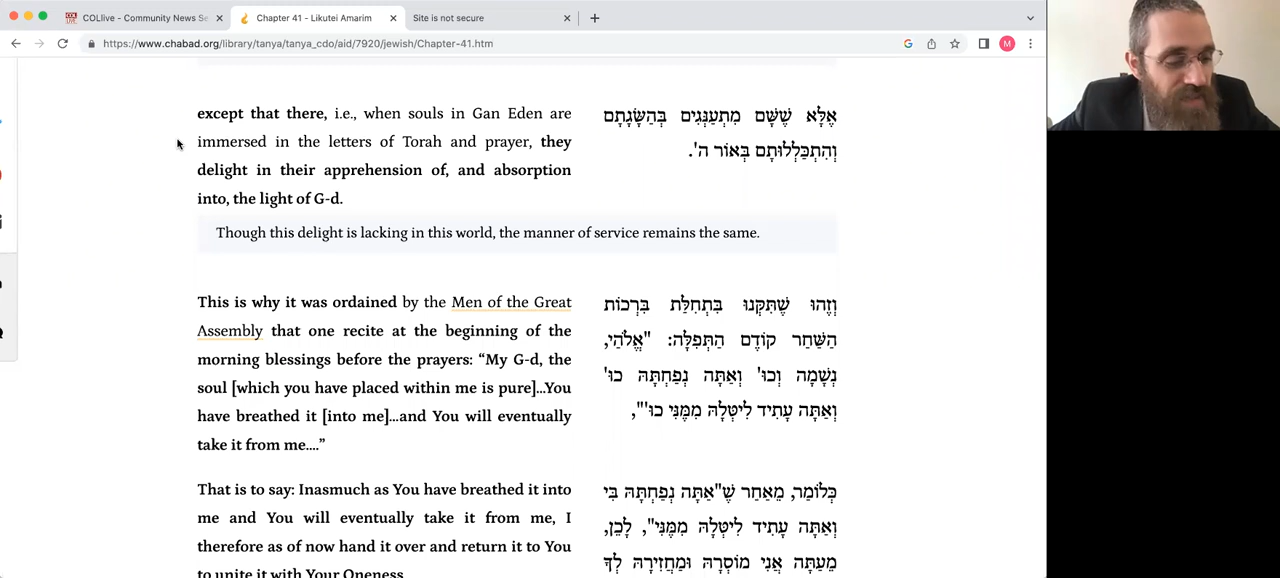 COLlive - Community News Se
Chapter 41 - Likutei Amarim
Site is not secure
https://www.chabad.org/library/tanya/tanya_cdo/aid/7920/jewish/Chapter-41.htm
M
except that there, i.e., when souls in Gan Eden are
immersed in the letters of Torah and prayer, they
delight in their apprehension of, and absorption
into, the light of G-d.
אֶלָּא שֶׁשָּׁם מִתְעַנְּגִים בְּהַשָּׂגָתָם
וְהִתְכַּלְלוּתָם בְּאוֹר ה'.
Though this delight is lacking in this world, the manner of service remains the same.
This is why it was ordained by the Men of the Great
Assembly that one recite at the beginning of the
morning blessings before the prayers: “My G-d, the
soul [which you have placed within me is pure]...You
have breathed it [into me]...and You will eventually
take it from me....”
וְזֶהוּ שֶׁתִּקְּנוּ בִּתְחִלַּת בִּרְכוֹת
הַשַּׁחַר קוֹדֶם הַתְּפִלָּה: "אֱלֹהַי,
נְשָׁמָה וְכוּ' וְאַתָּה נְפַחְתָּהּ כוּ'
וְאַתָּה עָתִיד לִיטְּלָהּ מִמֶּנִּי כוּ'",
That is to say: Inasmuch as You have breathed it into
me and You will eventually take it from me, I
therefore as of now hand it over and return it to You
to unite it with Your Oneness
כְּלוֹמַר, מֵאַחַר שֶׁ"אַתָּה נְפַחְתָּהּ בִּי
וְאַתָּה עָתִיד לִיטְּלָהּ מִמֶּנִּי", לָכֵן,
מֵעַתָּה אֲנִי מוֹסְרָהּ וּמַחֲזִירָהּ לְךָ